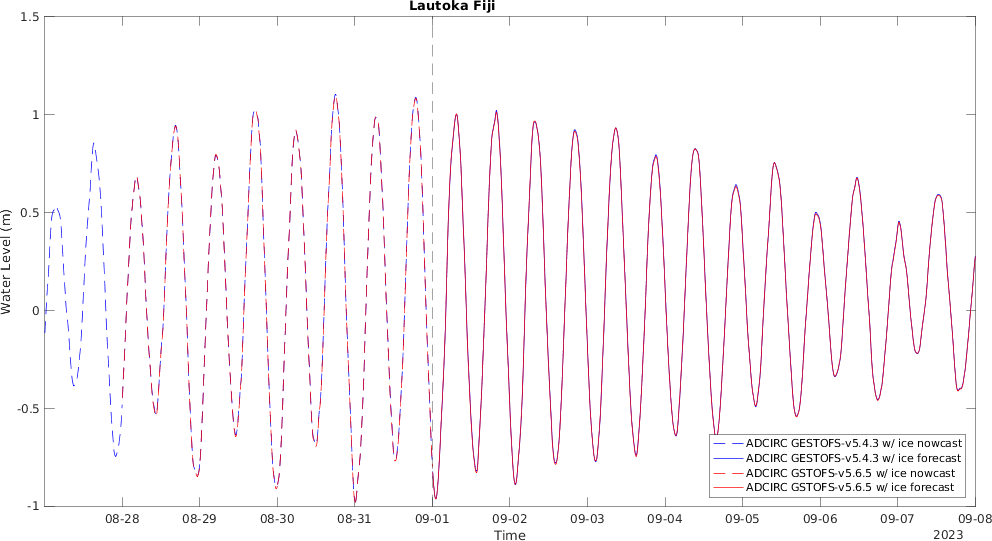 Lautoka Fiji
1.5
1
0.5
0
-0.5
-1
Water Level (m)
08-28 08-29 08-30 08-31 09-01 09-02 09-03 09-04 09-05 09-06 09-07 09-08
Time
2023
ADCIRC GESTOFS-v5.4.3 w/ ice nowcast
ADCIRC GESTOFS-v5.4.3 w/ ice forecast
ADCIRC GSTOFS-v5.6.5 w/ ice nowcast
ADCIRC GSTOFS-v5.6.5 w/ ice forecast